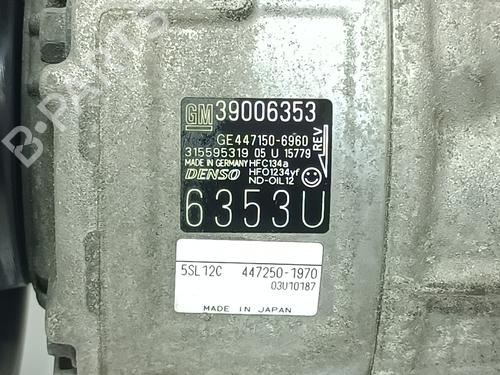 GM 39006353
GE447150-6960
315595319 05 U 15779
MADE IN GERMANY HFC134a
DENSO HFO1234yf
ND-OIL12
REV
6353U
5SL12C 447250-1970
03U10187
MADE IN JAPAN
B-PARTS